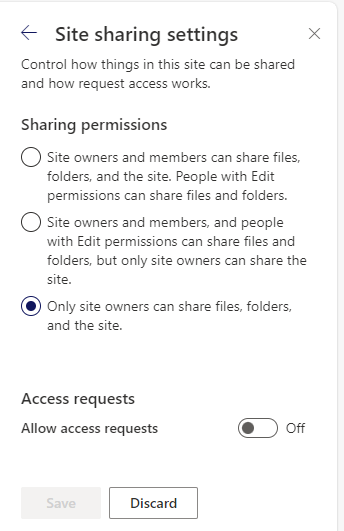 Site sharing settings
Control how things in this site can be shared
and how request access works.
Sharing permissions
Site owners and members can share files,
folders, and the site. People with Edit
permissions can share files and folders.
Site owners and members, and people
with Edit permissions can share files and
folders, but only site owners can share the
site.
Only site owners can share files, folders,
and the site.
Access requests
Allow access requests Off
Save Discard